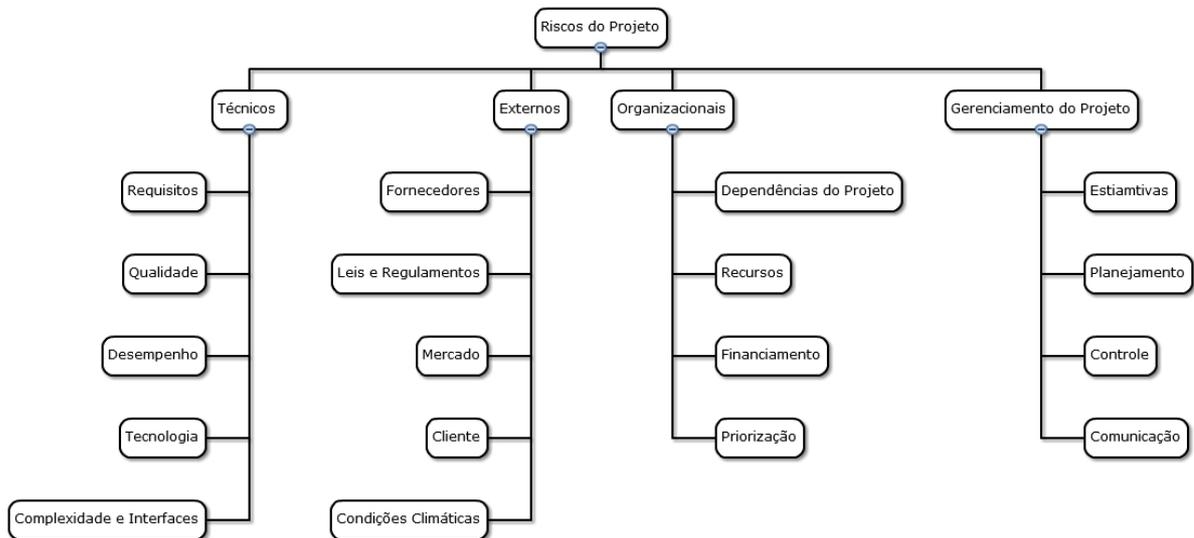 Riscos do Projeto
Técnicos
Externos
Organizacionais
Gerenciamento do Projeto
Requisitos
Fornecedores
Dependências do Projeto
Estiamtivas
Qualidade
Leis e Regulamentos
Recursos
Planejamento
Desempenho
Mercado
Financiamento
Controle
Tecnologia
Cliente
Priorização
Comunicação
Complexidade e Interfaces
Condições Climáticas